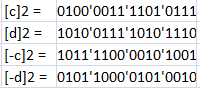 [c]2 = 0100'0011'1101'0111
[d]2 = 1010'0111'1010'1110
[-c]2 = 1011'1100'0010'1001
[-d]2 = 0101'1000'0101'0010